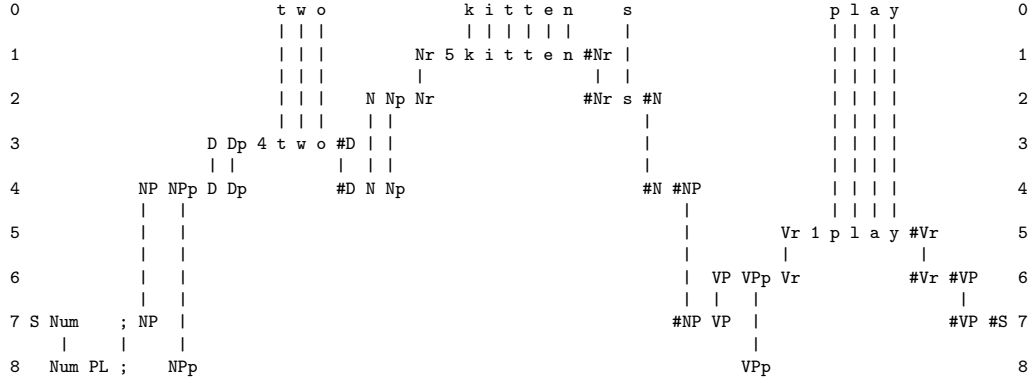 0 t w o k i t t e n s p l a y 0
| | | | | | | | | | | | | |
1 | | | Nr 5 k i t t e n #Nr | | | | | 1
| | | | | | | | | |
2 | | | N Np Nr #Nr s #N | | | | 2
| | | | | | | | | |
3 D Dp 4 t w o #D | | | | | | | 3
| | | | | | | | | |
4 NP NPp D Dp #D N Np #N #NP | | | | 4
| | | | | | |
5 | | | Vr 1 p l a y #Vr 5
| | | | |
6 | | | VP VPp Vr #Vr #VP 6
| | | | | |
7 S Num ; NP | #NP VP | #VP #S 7
| | | |
8 Num PL ; NPp VPp 8